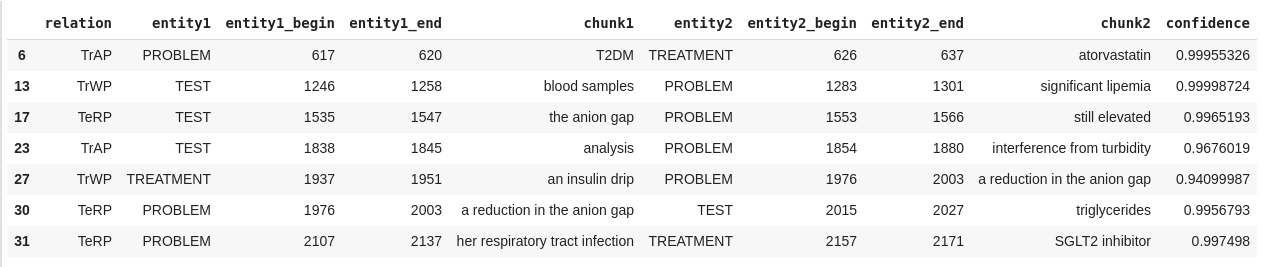 relation entity1 entity1_begin entity1_end chunk1 entity2 entity2_begin entity2_end chunk2 confidence
6 TrAP PROBLEM 617 620 T2DM TREATMENT 626 637 atorvastatin 0.99955326
13 TrWP TEST 1246 1258 blood samples PROBLEM 1283 1301 significant lipemia 0.99998724
17 TeRP TEST 1535 1547 the anion gap PROBLEM 1553 1566 still elevated 0.9965193
23 TrAP TEST 1838 1845 analysis PROBLEM 1854 1880 interference from turbidity 0.9676019
27 TrWP TREATMENT 1937 1951 an insulin drip PROBLEM 1976 2003 a reduction in the anion gap 0.94099987
30 TeRP PROBLEM 1976 2003 a reduction in the anion gap TEST 2015 2027 triglycerides 0.9956793
31 TeRP PROBLEM 2107 2137 her respiratory tract infection TREATMENT 2157 2171 SGLT2 inhibitor 0.997498